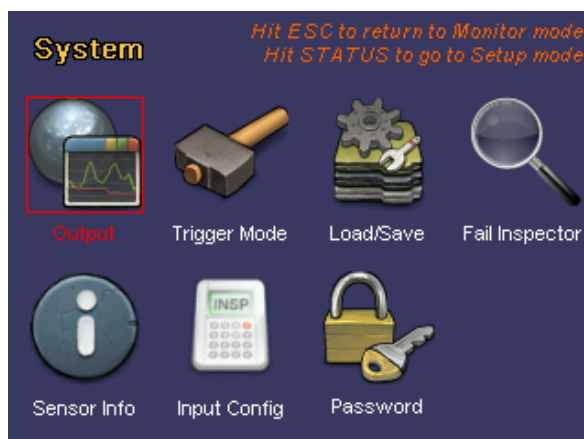 System
Hit ESC to return to Monitor mode
Hit STATUS to go to Setup mode
Output
Trigger Mode
Load/Save
Fail Inspector
INSP
Sensor Info
Input Config
Password